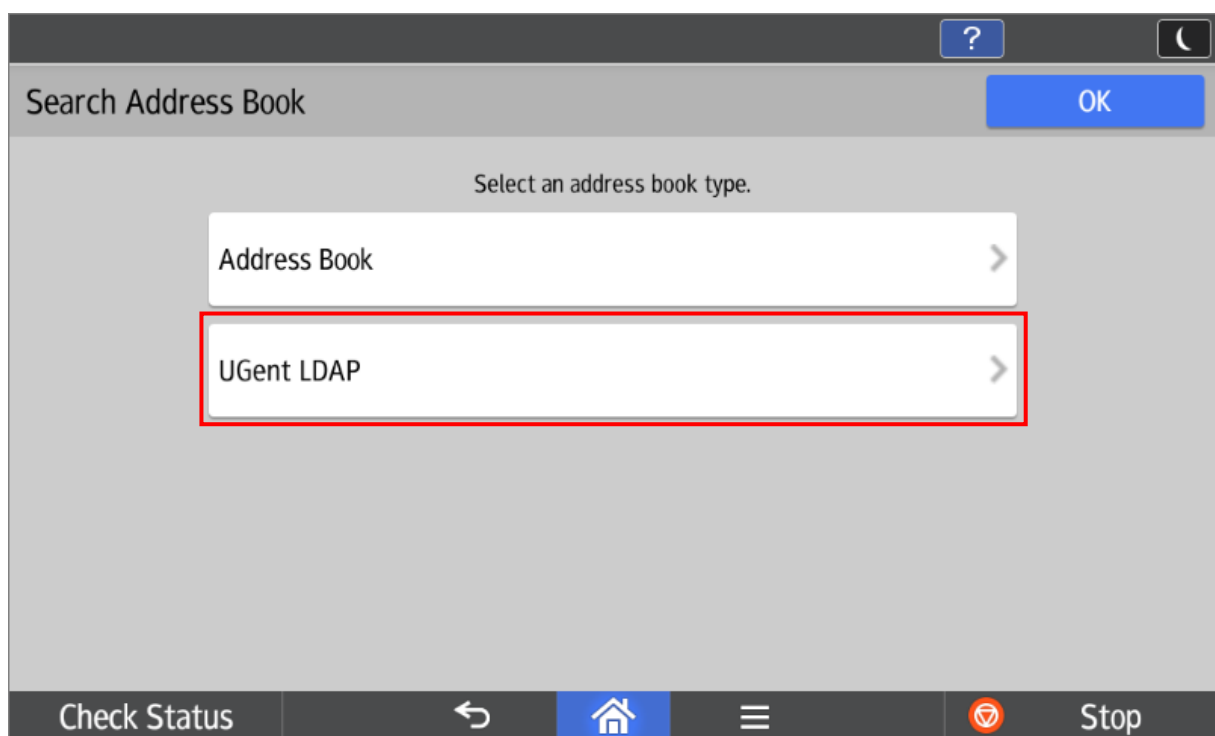 ?
Search Address Book
OK
Select an address book type.
Address Book
UGent LDAP
Check Status
Stop